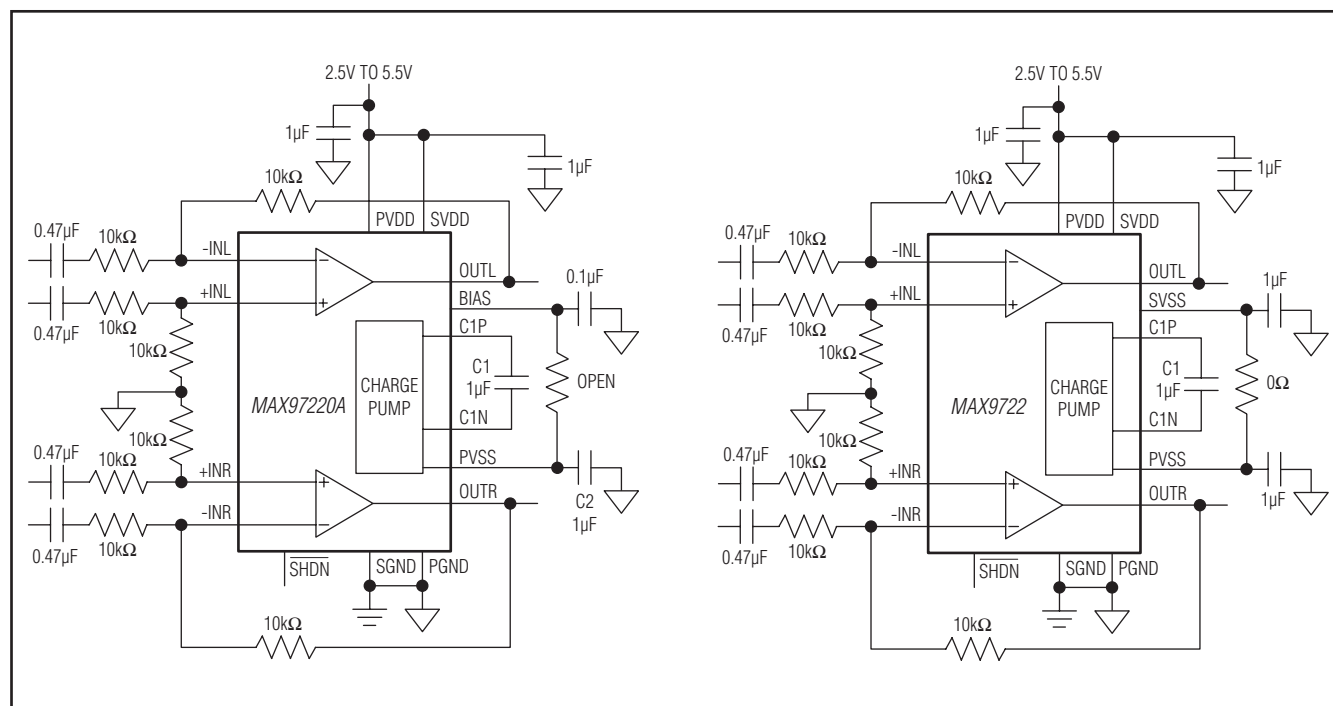 2.5V TO 5.5V
1µF
1µF
10kΩ
PVDD
SVDD
0.47µF
10kΩ
-INL
OUTL
0.1µF
BIAS
+INL
0.47µF
10kΩ
10kΩ
C1P
C1
1µF
OPEN
CHARGE
PUMP
MAX97220A
C1N
10kΩ
0.47µF
10kΩ
+INR
PVSS
OUTR
C2
1µF
-INR
0.47µF
10kΩ
SHDN
SGND
PGND
10kΩ
2.5V TO 5.5V
1µF
1µF
10kΩ
PVDD
SVDD
0.47µF
10kΩ
-INL
OUTL
1µF
SVSS
+INL
0.47µF
10kΩ
10kΩ
C1P
C1
1µF
0Ω
CHARGE
PUMP
MAX9722
C1N
10kΩ
0.47µF
10kΩ
+INR
PVSS
OUTR
1µF
-INR
0.47µF
10kΩ
SHDN
SGND
PGND
10kΩ